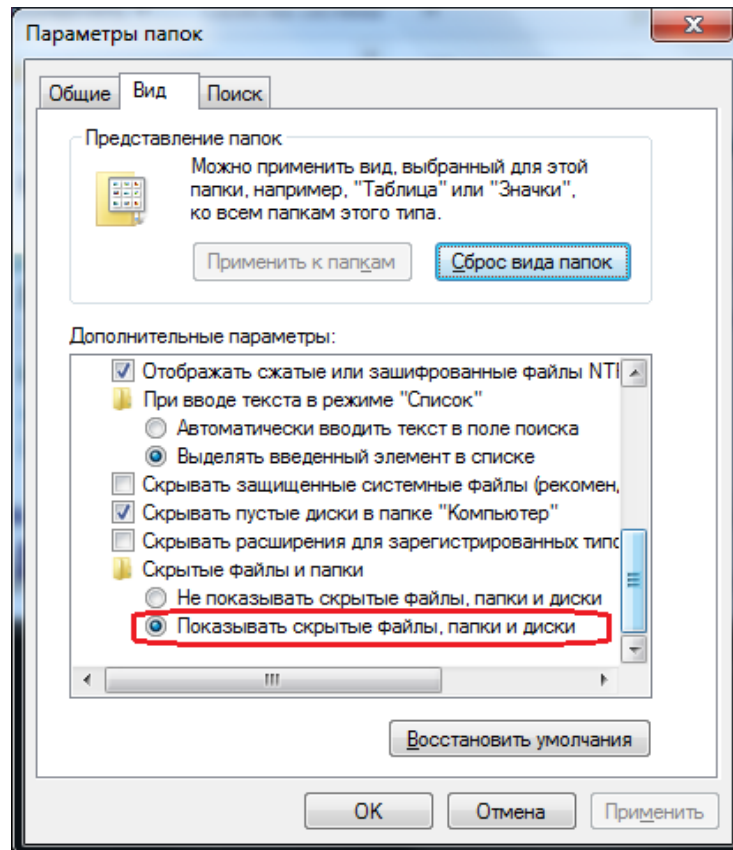 Параметры папок
Общие Вид Поиск
Представление папок
Можно применить вид, выбранный для этой
папки, например, "Таблица" или "Значки",
ко всем папкам этого типа.
Применить к папкам Сброс вида папок
Дополнительные параметры:
Отображать сжатые или зашифрованные файлы NTI
При вводе текста в режиме "Список"
Автоматически вводить текст в поле поиска
Выделять введенный элемент в списке
Скрывать защищенные системные файлы (рекомен,
Скрывать пустые диски в папке "Компьютер"
Скрывать расширения для зарегистрированных типо
Скрытые файлы и папки
Не показывать скрытые файлы, папки и диски
Показывать скрытые файлы, папки и диски
Восстановить умолчания
OK Отмена Применить